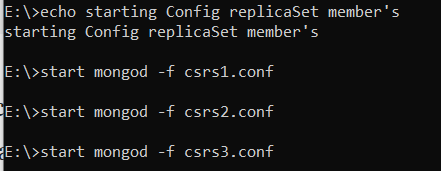 E:\>echo starting Config replicaSet member's
starting Config replicaSet member's
E:\>start mongod -f csrs1.conf
E:\>start mongod -f csrs2.conf
E:\>start mongod -f csrs3.conf